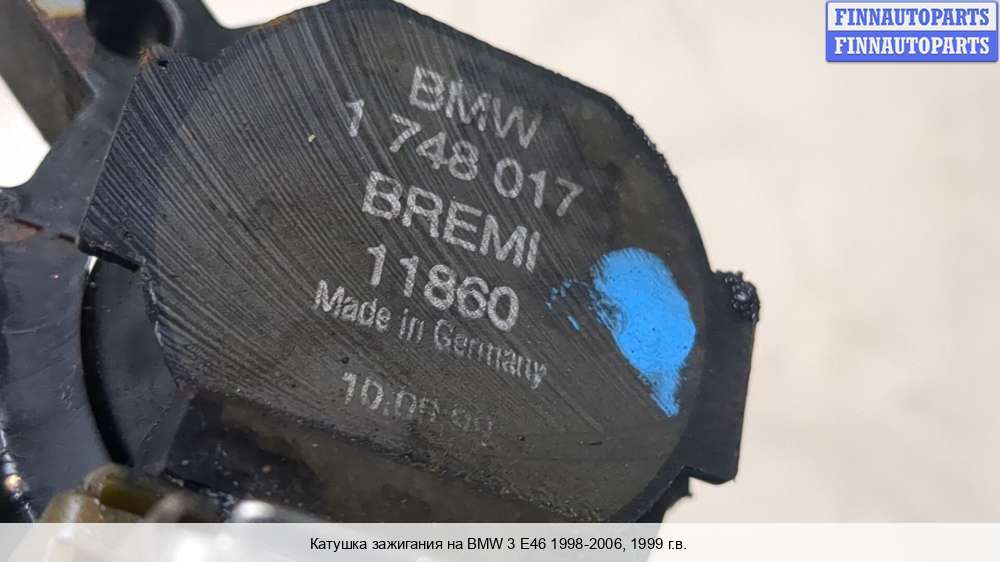 FINNAUTOPARTS
FINNAUTOPARTS
BMW
1 748 017
BREMI
11860
Made in Germany
Катушка зажигания на BMW 3 E46 1998-2006, 1999 г.в.